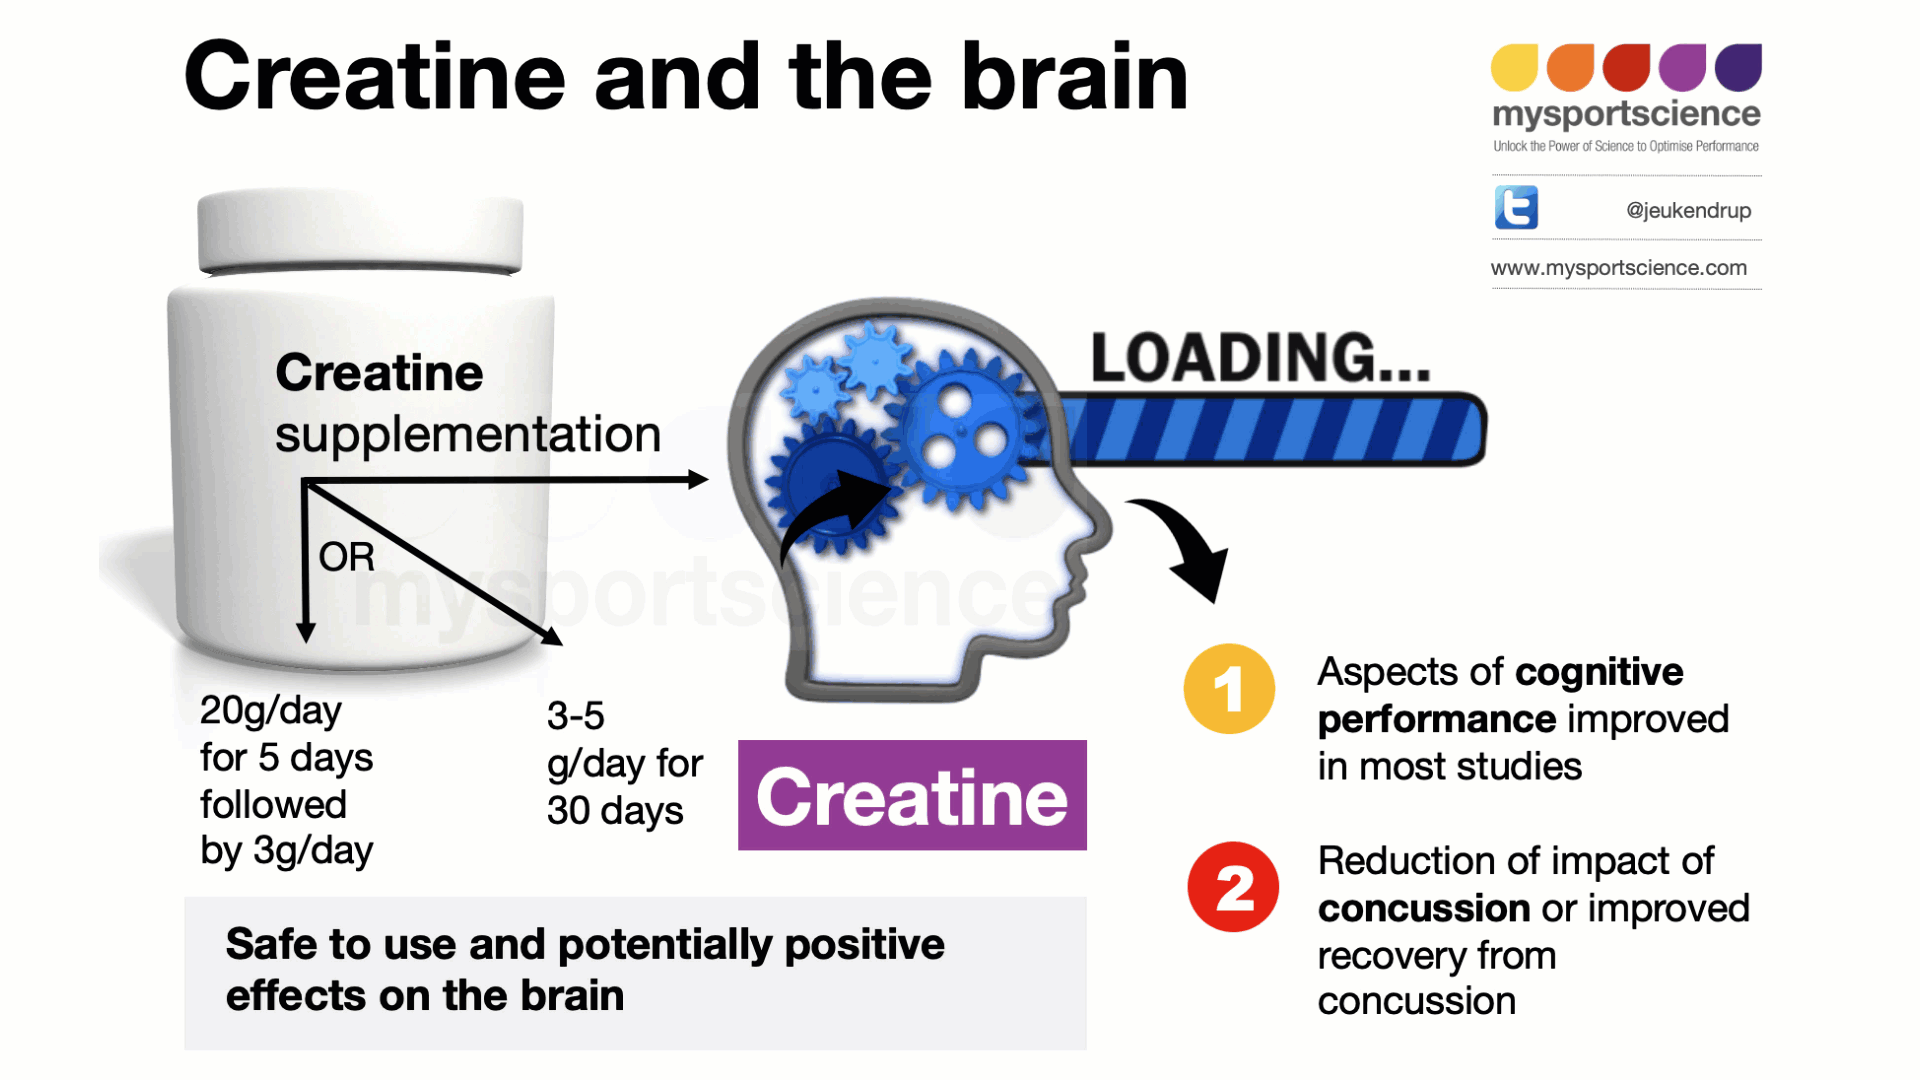 Creatine and the brain
mysportscience
Unlock the Power of Science to Optimise Performance
@jeukendrup
www.mysportscience.com
LOADING...
Creatine
supplementation
OR
mysportscience
20g/day
for 5 days
followed
by 3g/day
3-5
g/day for
30 days
Creatine
Safe to use and potentially positive
effects on the brain
1
Aspects of cognitive
performance improved
in most studies
2
Reduction of impact of
concussion or improved
recovery from
concussion